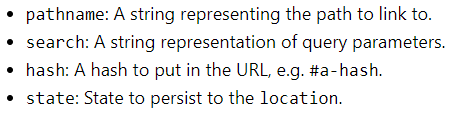 • pathname: A string representing the path to link to.
• search: A string representation of query parameters.
• hash: A hash to put in the URL, e.g. #a-hash.
• state: State to persist to the location.